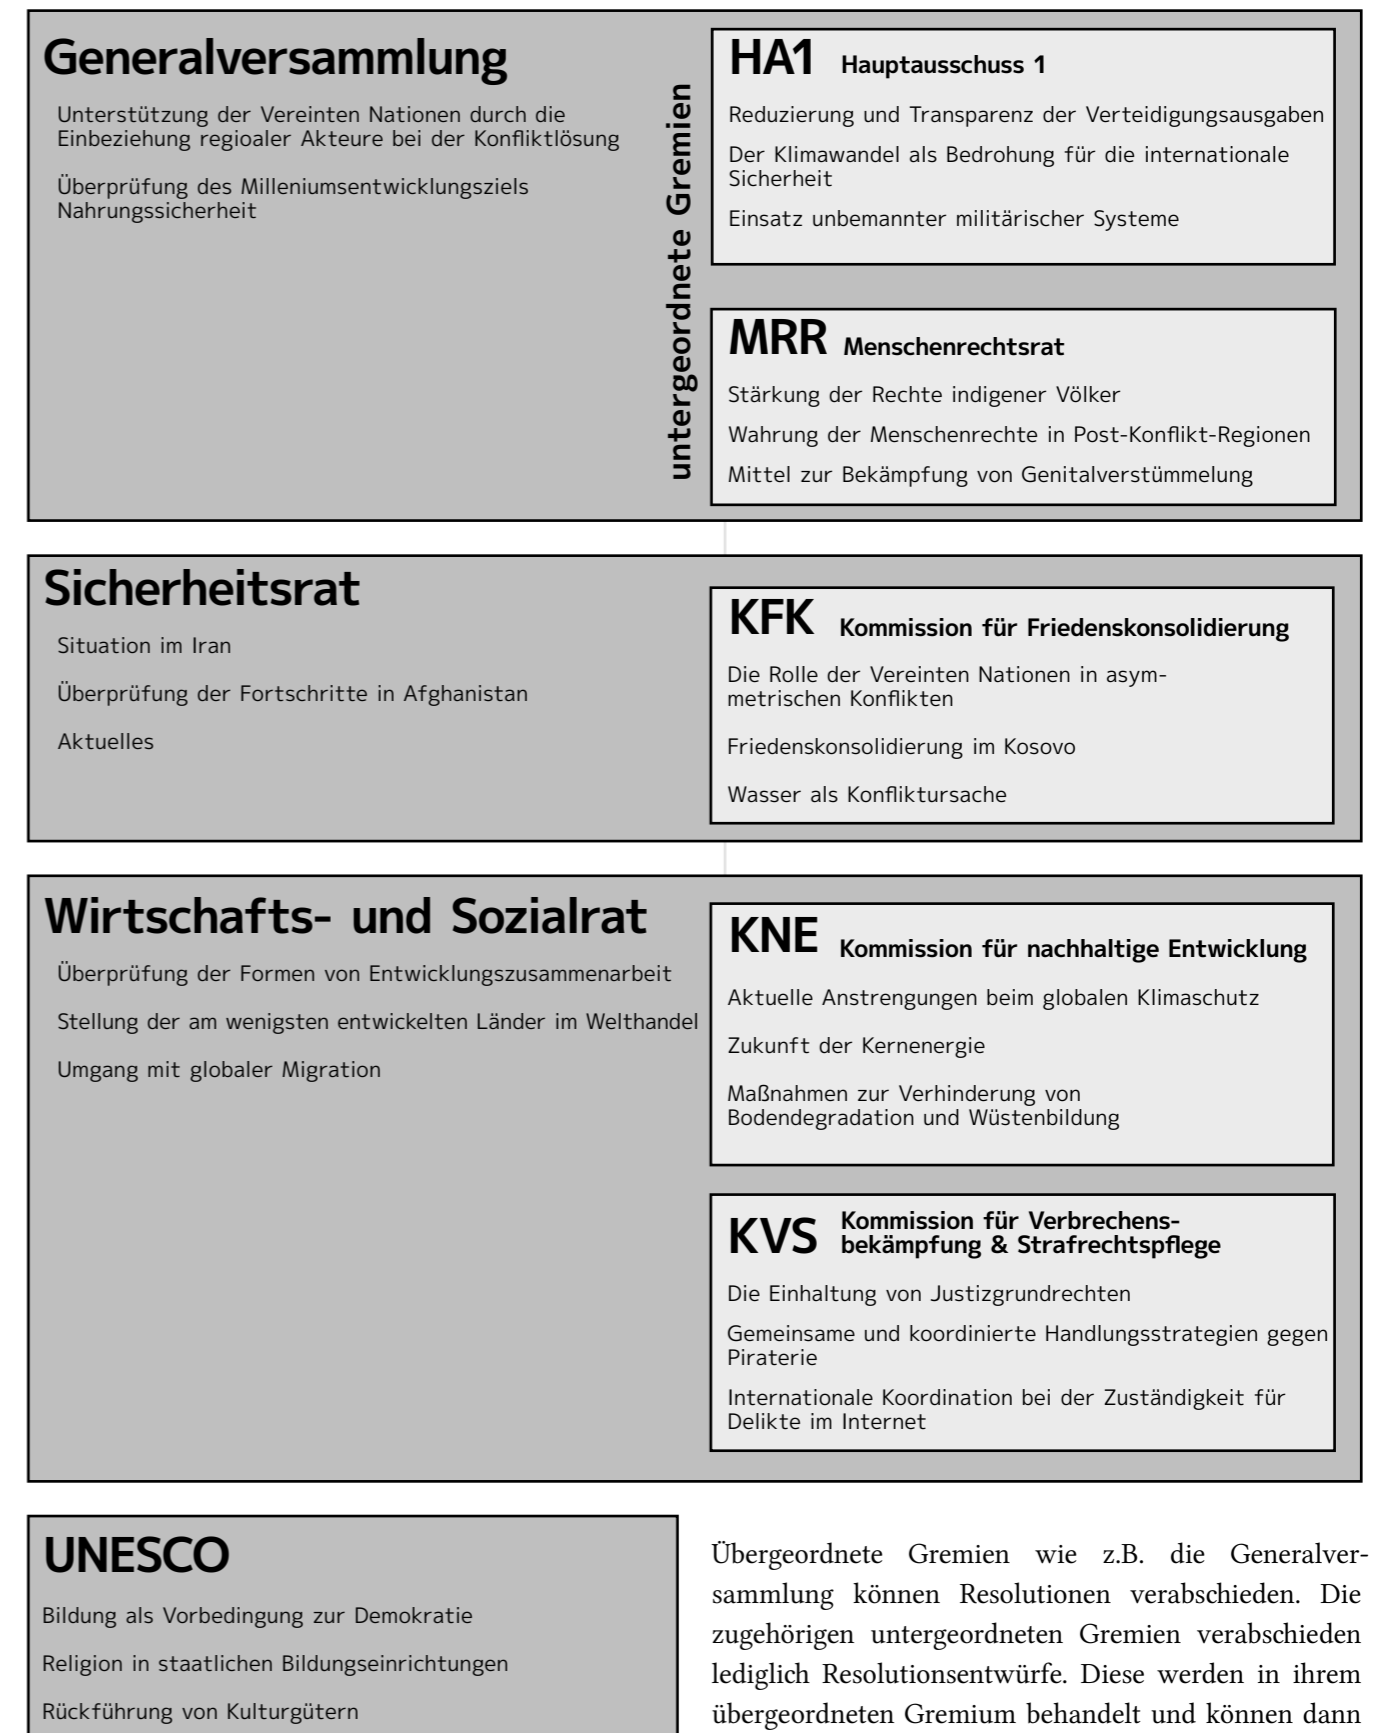 Generalversammlung
Unterstützung der Vereinten Nationen durch die
Einbeziehung regioaler Akteure bei der Konfliktlösung
Überprüfung des Milleniumsentwicklungsziels
Nahrungssicherheit
untergeordnete Gremien
HA1 Hauptausschuss 1
Reduzierung und Transparenz der Verteidigungsausgaben
Der Klimawandel als Bedrohung für die internationale
Sicherheit
Einsatz unbemannter militärischer Systeme
MRR Menschenrechtsrat
Stärkung der Rechte indigener Völker
Wahrung der Menschenrechte in Post-Konflikt-Regionen
Mittel zur Bekämpfung von Genitalverstümmelung
Sicherheitsrat
Situation im Iran
Überprüfung der Fortschritte in Afghanistan
Aktuelles
KFK Kommission für Friedenskonsolidierung
Die Rolle der Vereinten Nationen in asym-
metrischen Konflikten
Friedenskonsolidierung im Kosovo
Wasser als Konfliktursache
Wirtschafts- und Sozialrat
Überprüfung der Formen von Entwicklungszusammenarbeit
Stellung der am wenigsten entwickelten Länder im Welthandel
Umgang mit globaler Migration
KNE Kommission für nachhaltige Entwicklung
Aktuelle Anstrengungen beim globalen Klimaschutz
Zukunft der Kernenergie
Maßnahmen zur Verhinderung von
Bodendegradation und Wüstenbildung
KVS Kommission für Verbrechens-
bekämpfung & Strafrechtspflege
Die Einhaltung von Justizgrundrechten
Gemeinsame und koordinierte Handlungsstrategien gegen
Piraterie
Internationale Koordination bei der Zuständigkeit für
Delikte im Internet
UNESCO
Bildung als Vorbedingung zur Demokratie
Religion in staatlichen Bildungseinrichtungen
Rückführung von Kulturgütern
Übergeordnete Gremien wie z.B. die Generalver-
sammlung können Resolutionen verabschieden. Die
zugehörigen untergeordneten Gremien verabschieden
lediglich Resolutionsentwürfe. Diese werden in ihrem
übergeordneten Gremium behandelt und können dann